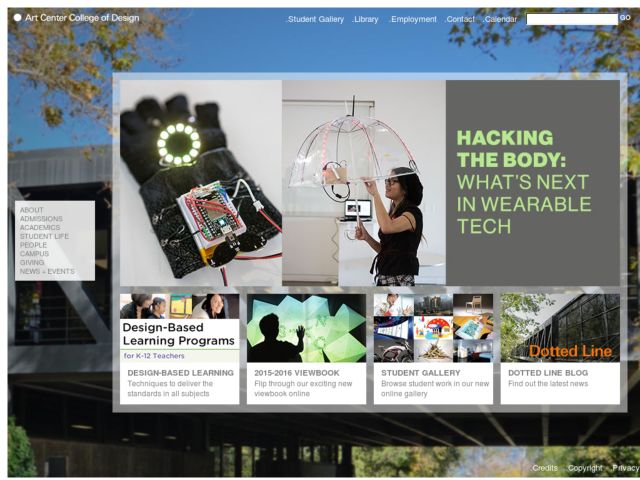 Art Center College of Design
.Student Gallery .Library .Employment .Contact .Calendar GO
HACKING
THE BODY:
WHAT'S NEXT
IN WEARABLE
TECH
ABOUT
ADMISSIONS
ACADEMICS
STUDENT LIFE
PEOPLE
CAMPUS
GIVING
NEWS + EVENTS
Design-Based
Learning Programs
for K-12 Teachers
DESIGN-BASED LEARNING
Techniques to deliver the
standards in all subjects
2015-2016 VIEWBOOK
Flip through our exciting new
viewbook online
STUDENT GALLERY
Browse student work in our new
online gallery
Dotted Line
DOTTED LINE BLOG
Find out the latest news
Credits Copyright Privacy